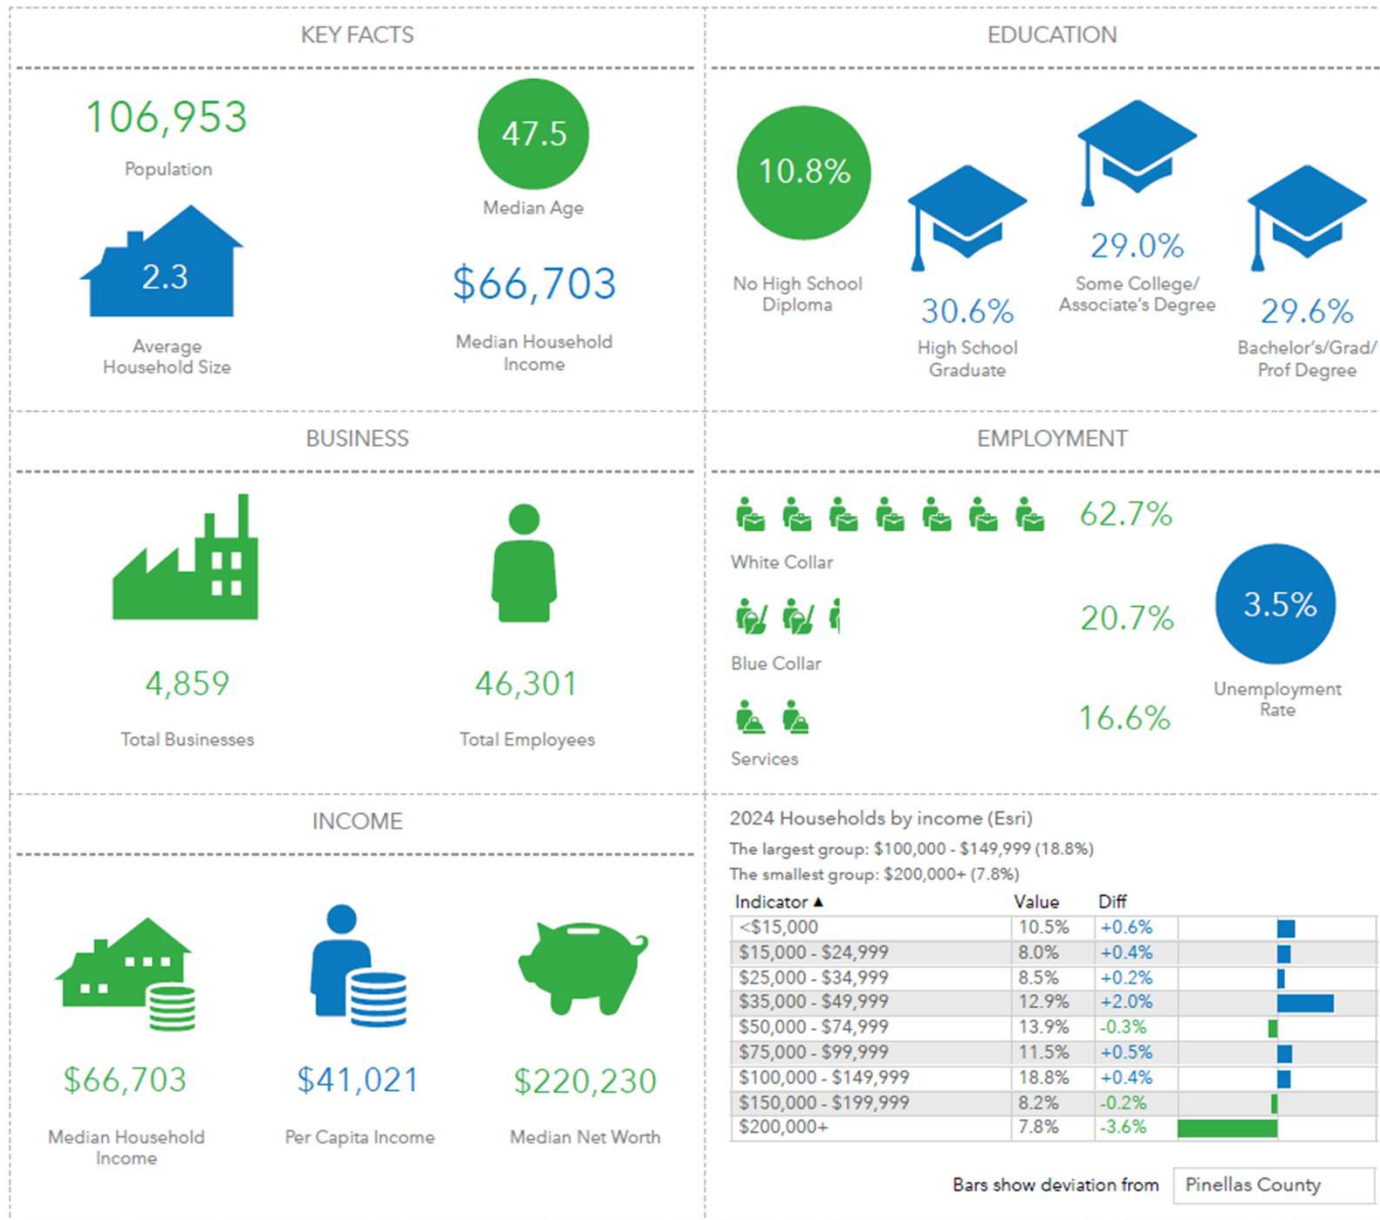 KEY FACTS
106,953
Population
47.5
Median Age
2.3
Average
Household Size
$66,703
Median Household
Income
EDUCATION
10.8%
No High School
Diploma
30.6%
High School
Graduate
29.0%
Some College/
Associate's Degree
29.6%
Bachelor's/Grad/
Prof Degree
BUSINESS
4,859
Total Businesses
46,301
Total Employees
EMPLOYMENT
62.7%
White Collar
20.7%
Blue Collar
16.6%
Services
3.5%
Unemployment
Rate
INCOME
$66,703
Median Household
Income
$41,021
Per Capita Income
$220,230
Median Net Worth
2024 Households by income (Esri)
The largest group: $100,000 - $149,999 (18.8%)
The smallest group: $200,000+ (7.8%)
Indicator ▲ Value Diff
<$15,000 10.5% +0.6%
$15,000 - $24,999 8.0% +0.4%
$25,000 - $34,999 8.5% +0.2%
$35,000 - $49,999 12.9% +2.0%
$50,000 - $74,999 13.9% -0.3%
$75,000 - $99,999 11.5% +0.5%
$100,000 - $149,999 18.8% +0.4%
$150,000 - $199,999 8.2% -0.2%
$200,000+ 7.8% -3.6%
Bars show deviation from Pinellas County